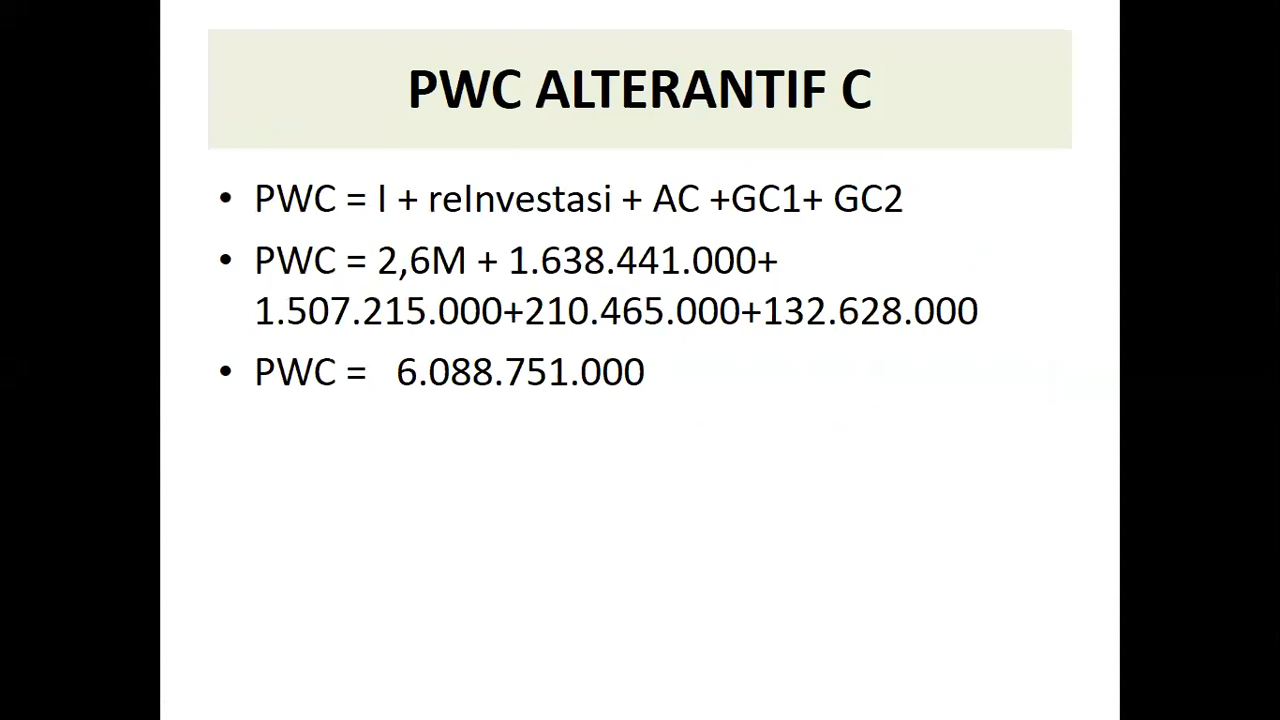 PWC ALTERANTIF C
• PWC = I + reInvestasi + AC +GC1+ GC2
• PWC = 2,6M + 1.638.441.000+
1.507.215.000+210.465.000+132.628.000
• PWC = 6.088.751.000